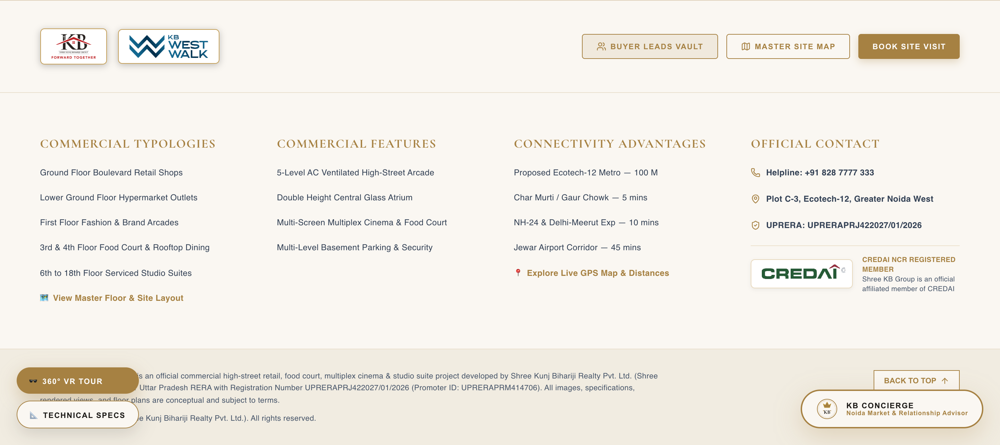 KB
SHREE KUNJ BIHARIJI GROUP
FORWARD TOGETHER
KB
WEST
WALK
BUYER LEADS VAULT
MASTER SITE MAP
BOOK SITE VISIT
COMMERCIAL TYPOLOGIES
Ground Floor Boulevard Retail Shops
Lower Ground Floor Hypermarket Outlets
First Floor Fashion & Brand Arcades
3rd & 4th Floor Food Court & Rooftop Dining
6th to 18th Floor Serviced Studio Suites
View Master Floor & Site Layout
COMMERCIAL FEATURES
5-Level AC Ventilated High-Street Arcade
Double Height Central Glass Atrium
Multi-Screen Multiplex Cinema & Food Court
Multi-Level Basement Parking & Security
CONNECTIVITY ADVANTAGES
Proposed Ecotech-12 Metro — 100 M
Char Murti / Gaur Chowk — 5 mins
NH-24 & Delhi-Meerut Exp — 10 mins
Jewar Airport Corridor — 45 mins
📍 Explore Live GPS Map & Distances
OFFICIAL CONTACT
Helpline: +91 828 7777 333
Plot C-3, Ecotech-12, Greater Noida West
UPRERA: UPRERAPRJ422027/01/2026
CREDAI
CREDAI NCR REGISTERED
MEMBER
Shree KB Group is an official
affiliated member of CREDAI
360° VR TOUR
TECHNICAL SPECS
is an official commercial high-street retail, food court, multiplex cinema & studio suite project developed by Shree Kunj Bihariji Realty Pvt. Ltd. (Shree
Uttar Pradesh RERA with Registration Number UPRERAPRJ422027/01/2026 (Promoter ID: UPRERAPRM414706). All images, specifications,
rendered views, and floor plans are conceptual and subject to terms.
Kunj Bihariji Realty Pvt. Ltd.). All rights reserved.
BACK TO TOP ↑
KB
KB CONCIERGE
Noida Market & Relationship Advisor